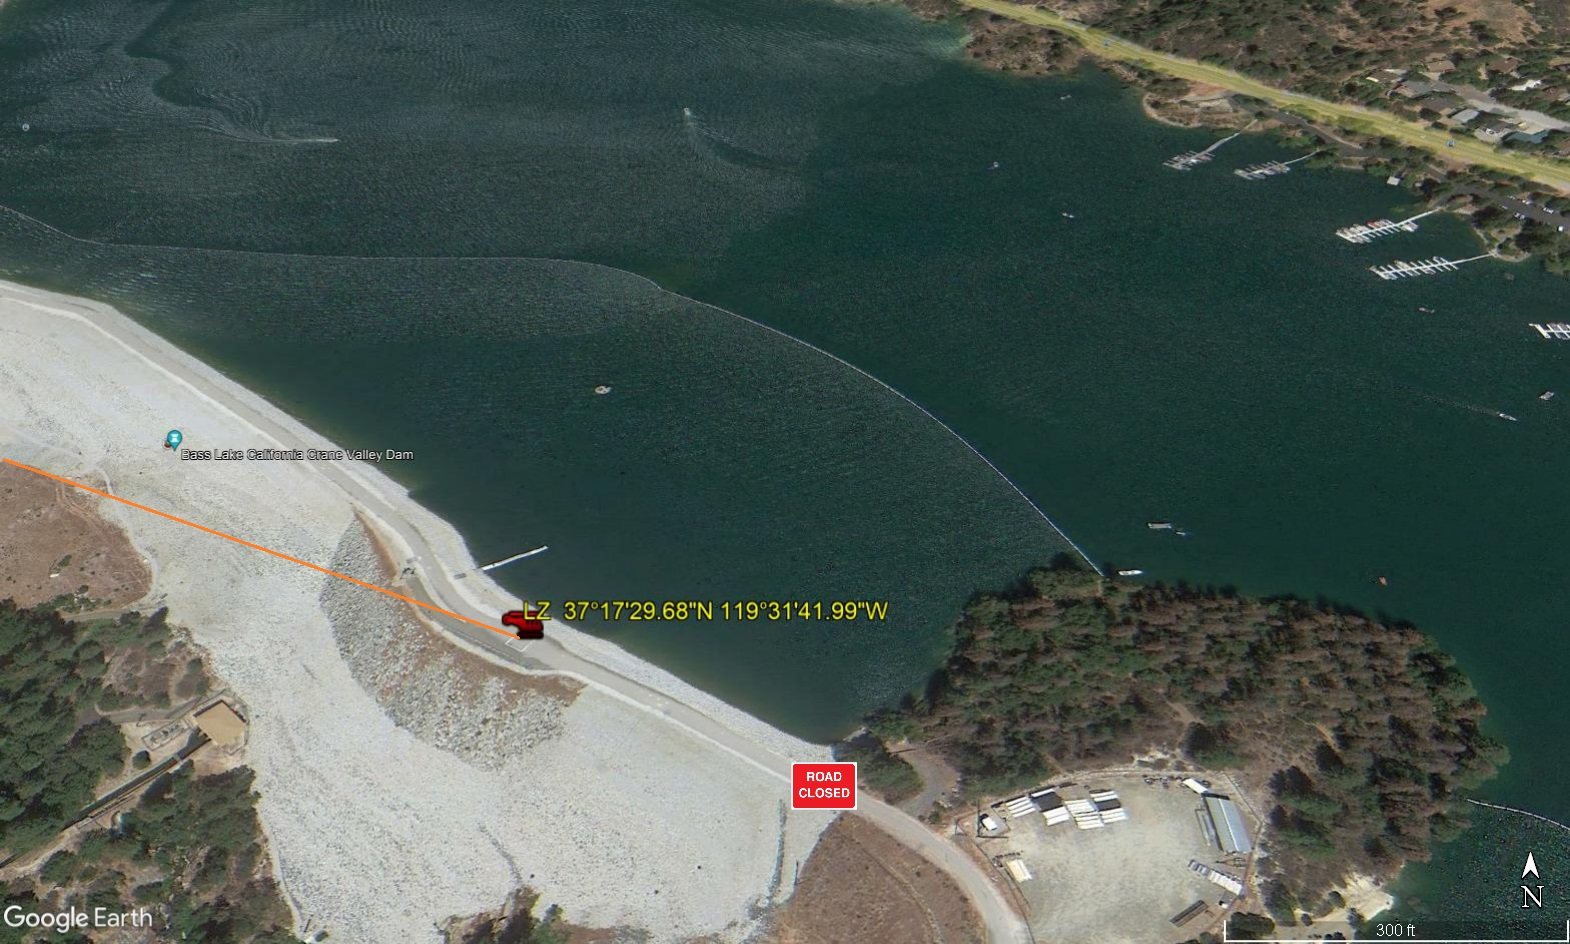 Bass Lake California Crane Valley Dam
LZ 37°17'29.68"N 119°31'41.99"W
ROAD
CLOSED
N
Google Earth
300 ft